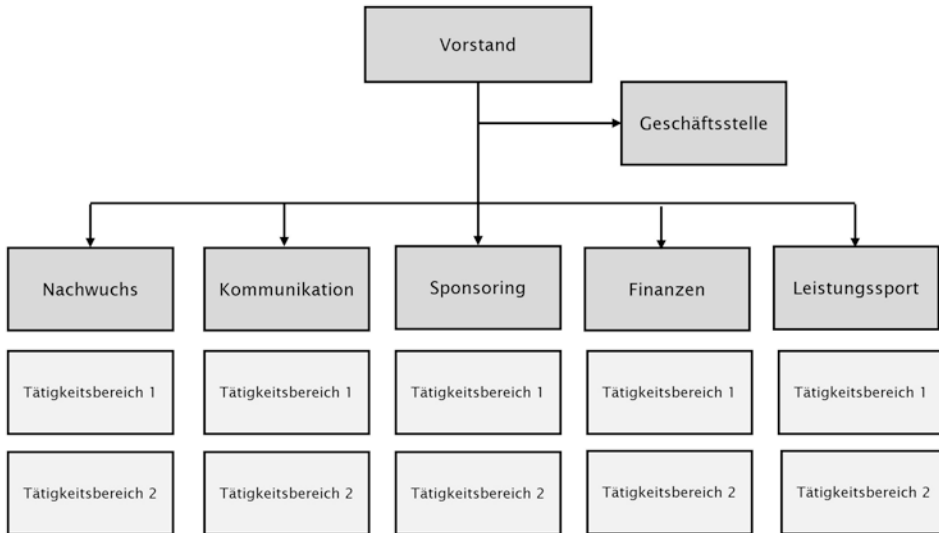 Vorstand
Geschäftsstelle
Nachwuchs
Kommunikation
Sponsoring
Finanzen
Leistungssport
Tätigkeitsbereich 1
Tätigkeitsbereich 1
Tätigkeitsbereich 1
Tätigkeitsbereich 1
Tätigkeitsbereich 1
Tätigkeitsbereich 2
Tätigkeitsbereich 2
Tätigkeitsbereich 2
Tätigkeitsbereich 2
Tätigkeitsbereich 2